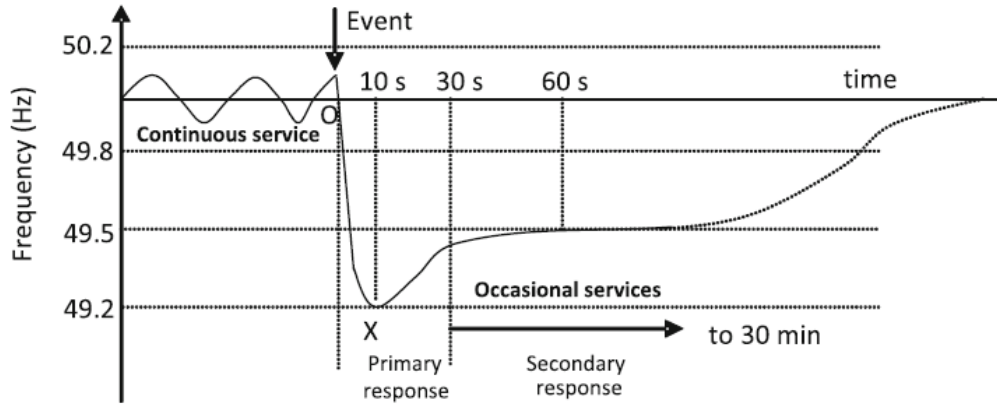 Event
50.2
10 s
30 s
60 s
time
Frequency (Hz)
O
Continuous service
49.8
49.5
49.2
Occasional services
X
to 30 min
Primary
response
Secondary
response